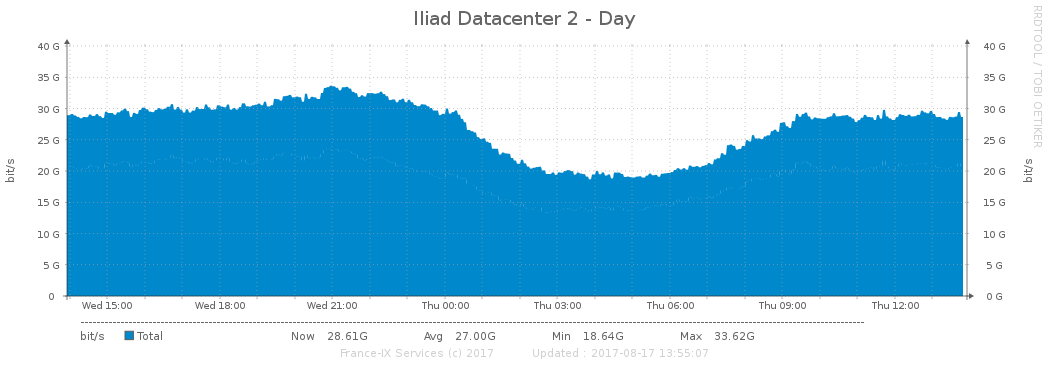 Iliad Datacenter 2 - Day
RRDTOOL / TOBI OETIKER
40 G 40 G
35 G 35 G
30 G 30 G
25 G 25 G
20 G 20 G
15 G 15 G
10 G 10 G
5 G 5 G
0 0 G
bit/s bit/s
Wed 15:00 Wed 18:00 Wed 21:00 Thu 00:00 Thu 03:00 Thu 06:00 Thu 09:00 Thu 12:00
bit/s Total Now 28.61G Avg 27.00G Min 18.64G Max 33.62G
France-IX Services (c) 2017 Updated : 2017-08-17 13:55:07